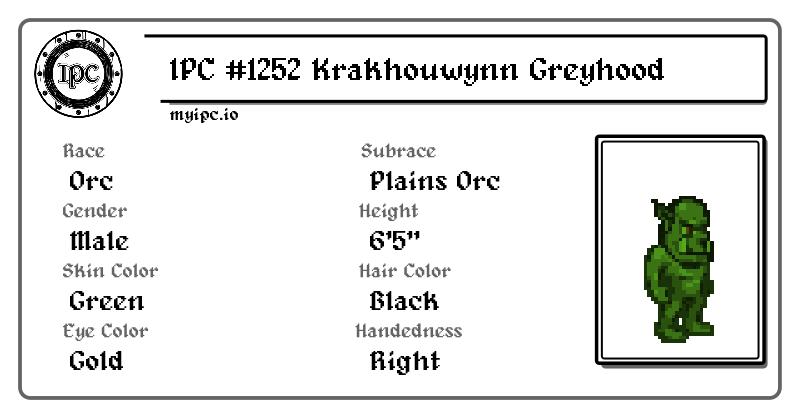 IPC
IPC #1252 Krakhouwynn Greyhood
myipc.io
Race
Orc
Subrace
Plains Orc
Gender
Male
Height
6'5"
Skin Color
Green
Hair Color
Black
Eye Color
Gold
Handedness
Right